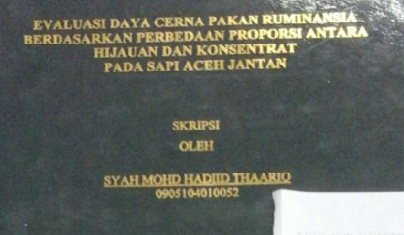 EVALUASI DAYA CERNA PAKAN RUMINANSIA
BERDASARKAN PERBEDAAN PROPORSI ANTARA
HIJAUAN DAN KONSENTRAT
PADA SAPI ACEH JANTAN
SKRIPSI
OLEH
SYAH MOHD HADIID THAARIQ
0905104010052